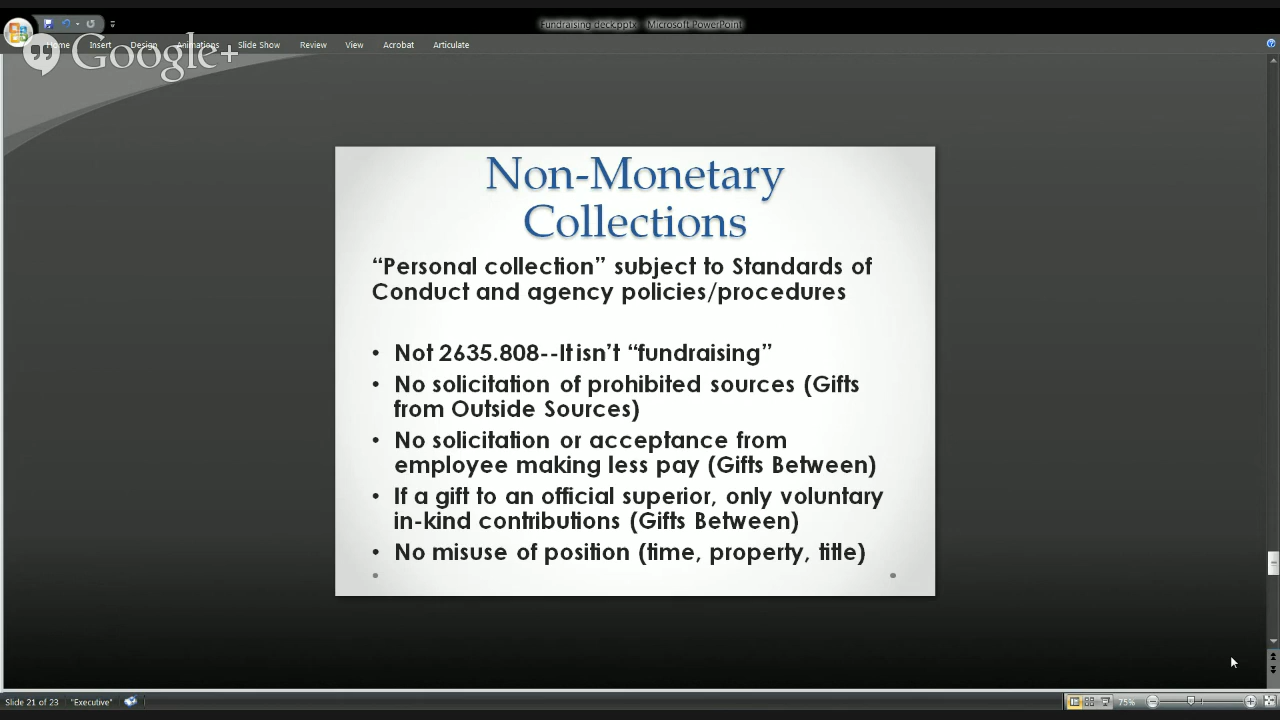 Fundraising deck.pptx - Microsoft PowerPoint
Home Insert Design Animations Slide Show Review View Acrobat Articulate
Google+
Non-Monetary
Collections
“Personal collection” subject to Standards of
Conduct and agency policies/procedures
• Not 2635.808--It isn’t “fundraising”
• No solicitation of prohibited sources (Gifts
from Outside Sources)
• No solicitation or acceptance from
employee making less pay (Gifts Between)
• If a gift to an official superior, only voluntary
in-kind contributions (Gifts Between)
• No misuse of position (time, property, title)
Slide 21 of 23 "Executive" 75%